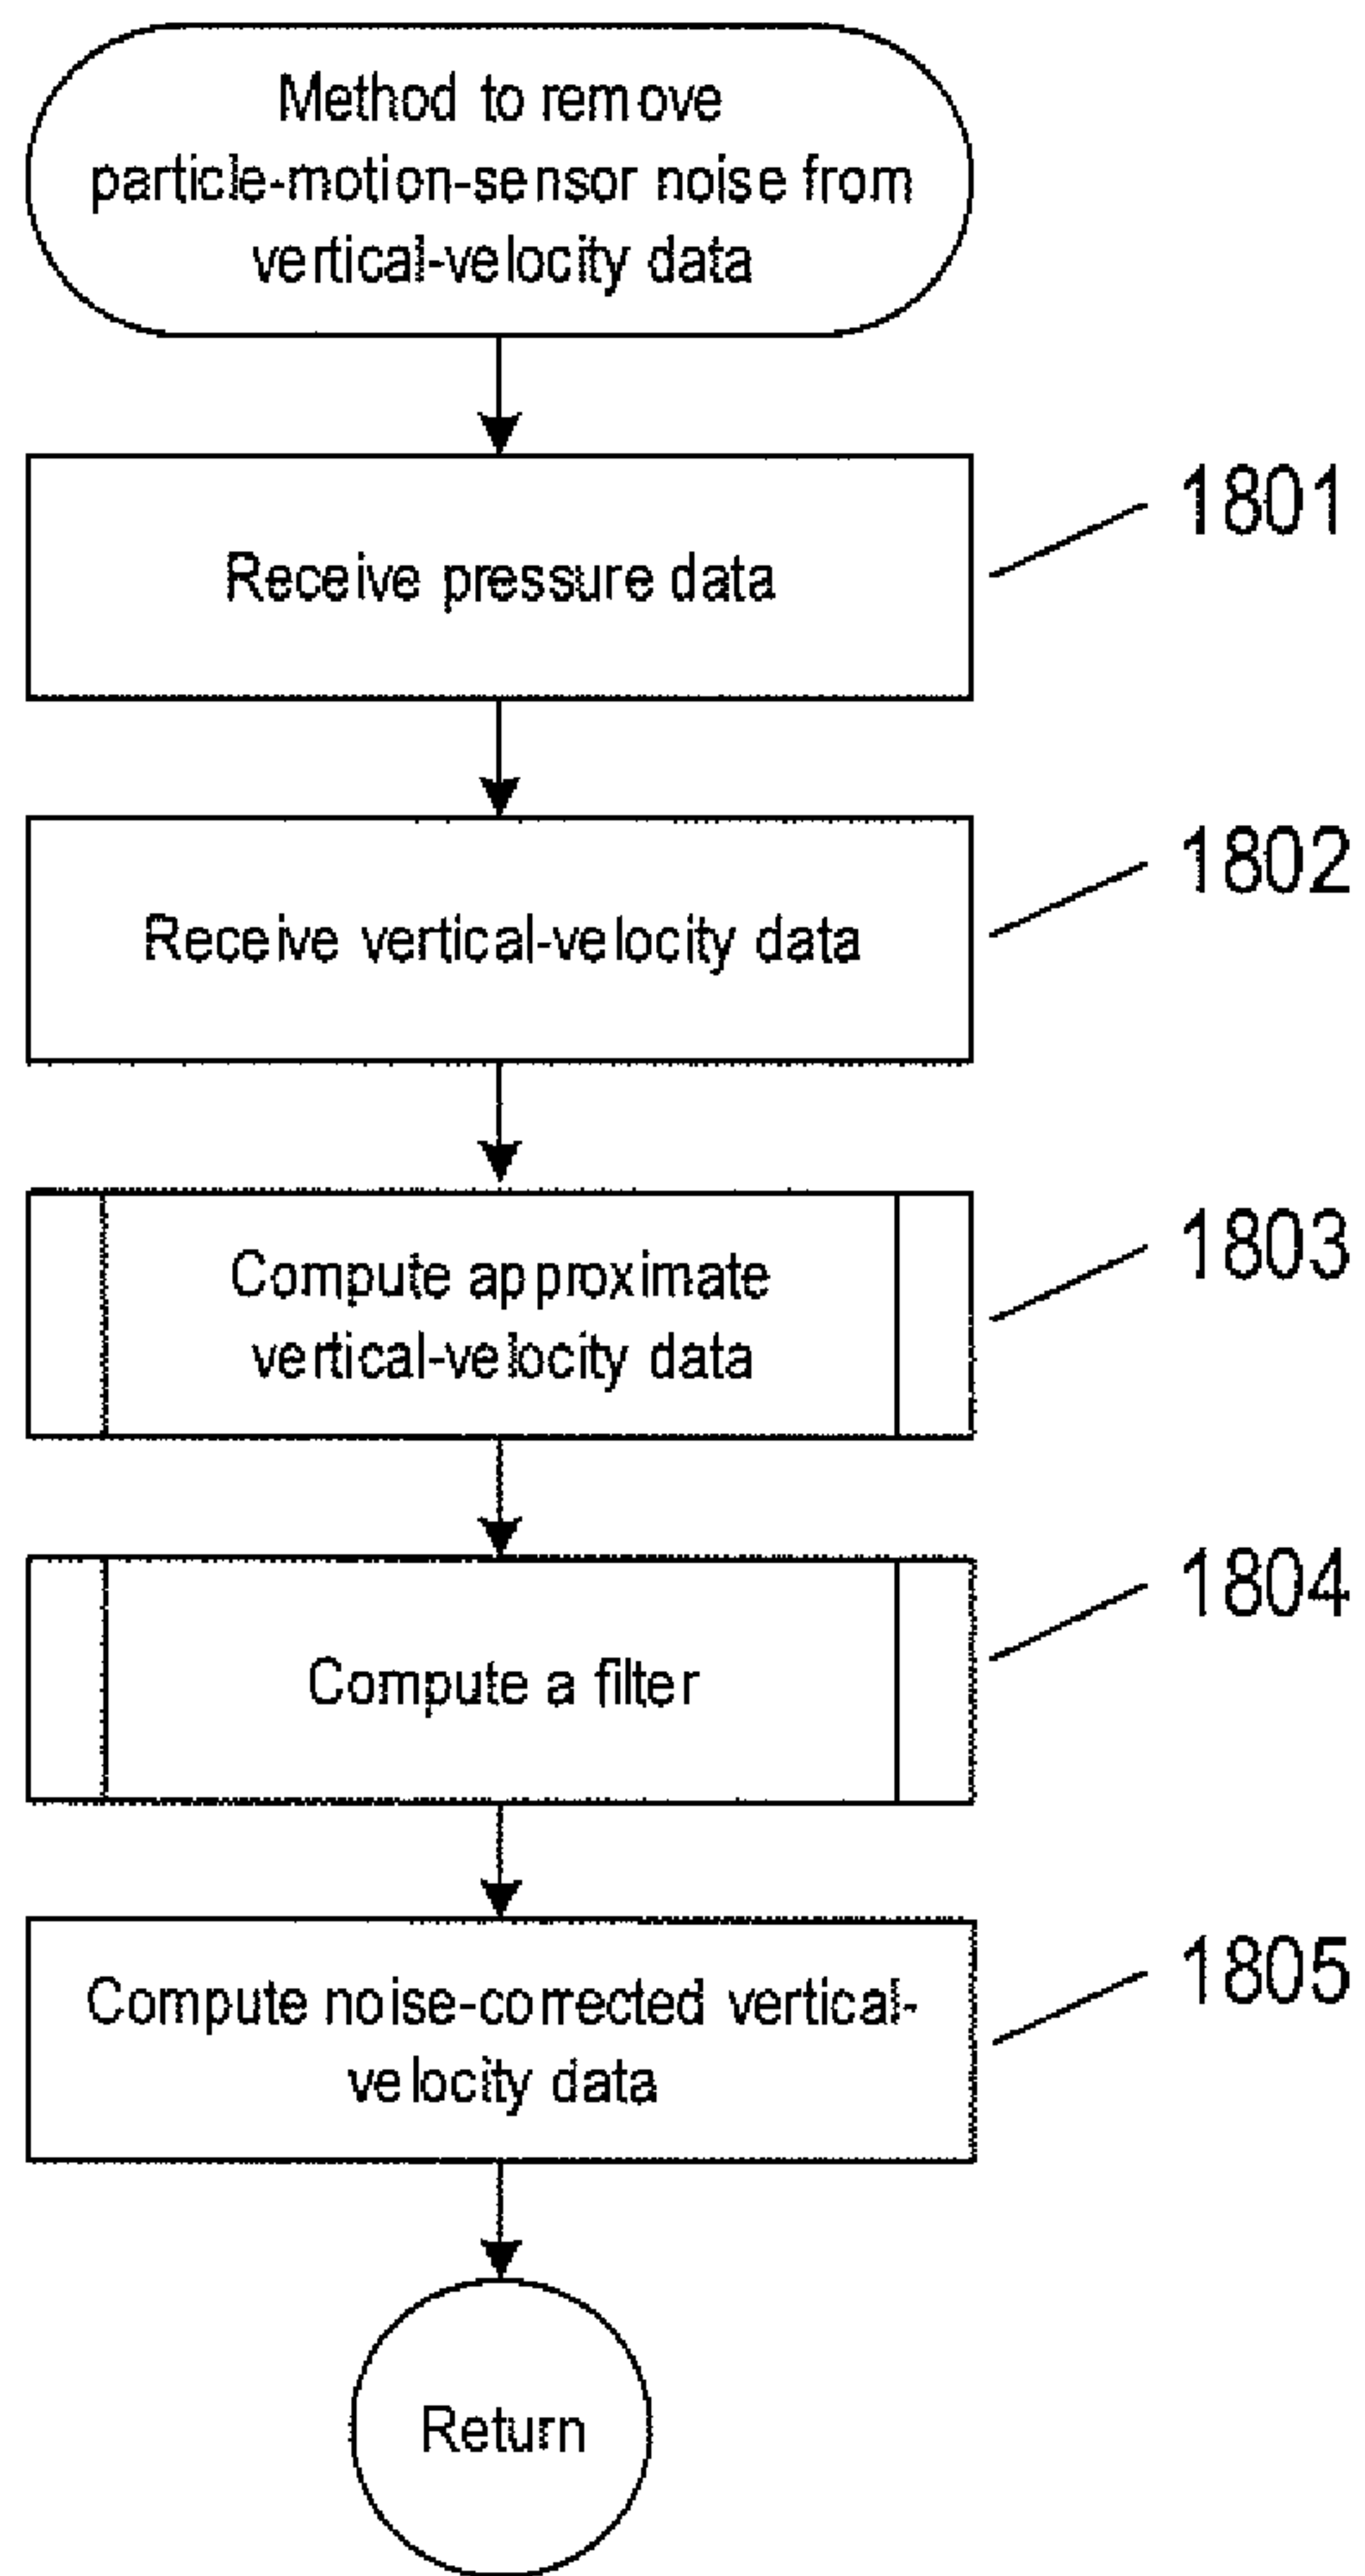 Method to remove
particle-motion-sensor noise from
vertical-velocity data
1801
Receive pressure data
1802
Receive vertical-velocity data
1803
Compute approximate
vertical-velocity data
1804
Compute a filter
1805
Compute noise-corrected vertical-
velocity data
Return